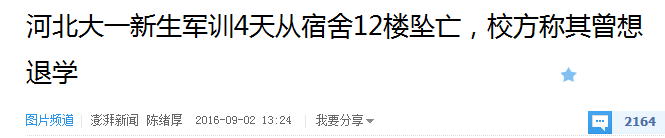 河北大一新生军训4天从宿舍12楼坠亡，校方称其曾想
退学
图片频道 澎湃新闻 陈绪厚 2016-09-02 13:24 我要分享 2164